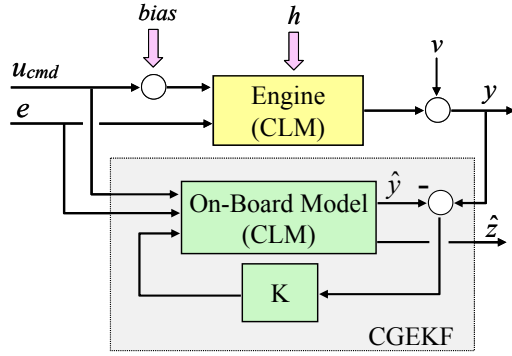 bias
h
u_cmd
v
Engine
(CLM)
y
e
ŷ
-
On-Board Model
(CLM)
ẑ
K
CGEKF